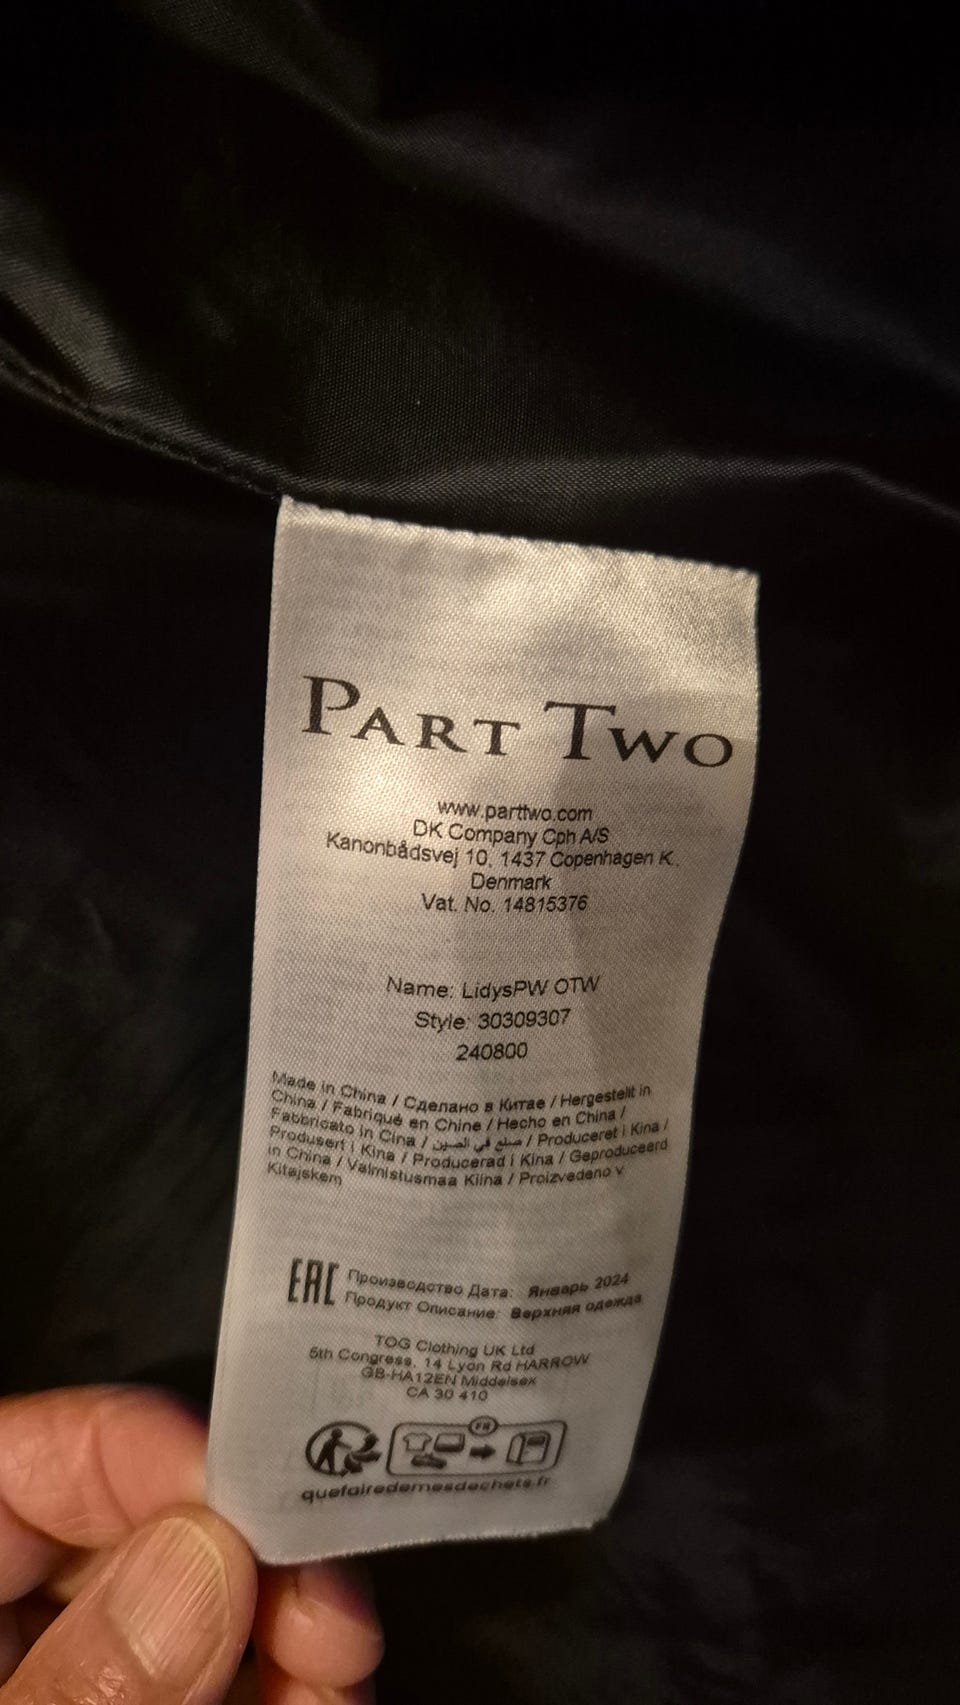 PART TWO
www.parttwo.com
DK Company Cph A/S
Kanonbådsvej 10, 1437 Copenhagen K.
Denmark
Vat. No. 14815376
Name: LidysPW OTW
Style: 30309307
240800
Made in China / Сделано в Китае / Hergestellt in
China / Fabriqué en Chine / Hecho en China /
Fabbricato in Cina / صنع في الصين / Produceret i Kina /
Produsert i Kina / Producerad i Kina / Geproduceerd
in China / Valmistusmaa Kiina / Proizvedeno v
Kitajskem
EAC Производство Дата: Январь 2024
Продукт Описание: Верхняя одежда
TOG Clothing UK Ltd
5th Congress, 14 Lyon Rd HARROW
GB-HA12EN Middelsex
CA 30 410
FR
quefairedemesdechets.fr